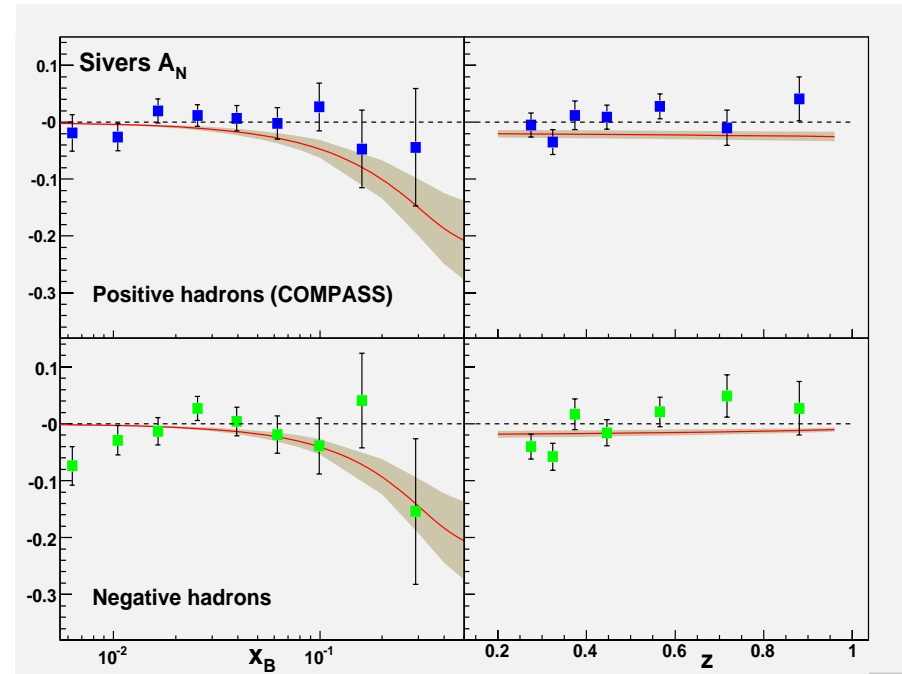 Sivers A_N
0.1
-0
-0.1
-0.2
-0.3
Positive hadrons (COMPASS)
0.1
-0
-0.1
-0.2
-0.3
Negative hadrons
10^-2 x_B 10^-1
0.2 0.4 0.6 0.8 1
z